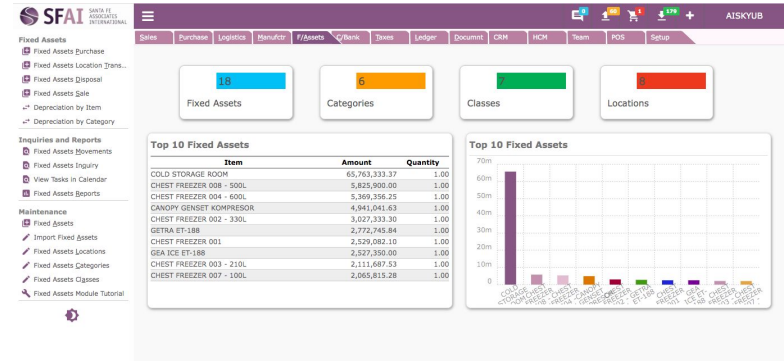 SFAI SANTA FE
ASSOCIATES
INTERNATIONAL
179
AISKYUB
Sales Purchase Logistics Manufctr F/Assets C/Bank Taxes Ledger Documnt CRM HCM Team POS Setup
Fixed Assets
Fixed Assets Purchase
Fixed Assets Location Trans...
Fixed Assets Disposal
Fixed Assets Sale
Depreciation by Item
Depreciation by Category
Inquiries and Reports
Fixed Assets Movements
Fixed Assets Inquiry
View Tasks in Calendar
Fixed Assets Reports
Maintenance
Fixed Assets
Import Fixed Assets
Fixed Assets Locations
Fixed Assets Categories
Fixed Assets Classes
Fixed Assets Module Tutorial
18
Fixed Assets
6
Categories
7
Classes
8
Locations
Top 10 Fixed Assets
Item Amount Quantity
COLD STORAGE ROOM 65,763,333.37 1.00
CHEST FREEZER 008 - 500L 5,825,900.00 1.00
CHEST FREEZER 004 - 600L 5,369,356.25 1.00
CANOPY GENSET KOMPRESOR 4,941,041.63 1.00
CHEST FREEZER 002 - 330L 3,027,333.30 1.00
GETRA ET-188 2,772,745.84 1.00
CHEST FREEZER 001 2,529,082.10 1.00
GEA ICE ET-188 2,527,350.00 1.00
CHEST FREEZER 003 - 210L 2,111,687.53 1.00
CHEST FREEZER 007 - 100L 2,065,815.28 1.00
Top 10 Fixed Assets
70m
60m
50m
40m
30m
20m
10m
0